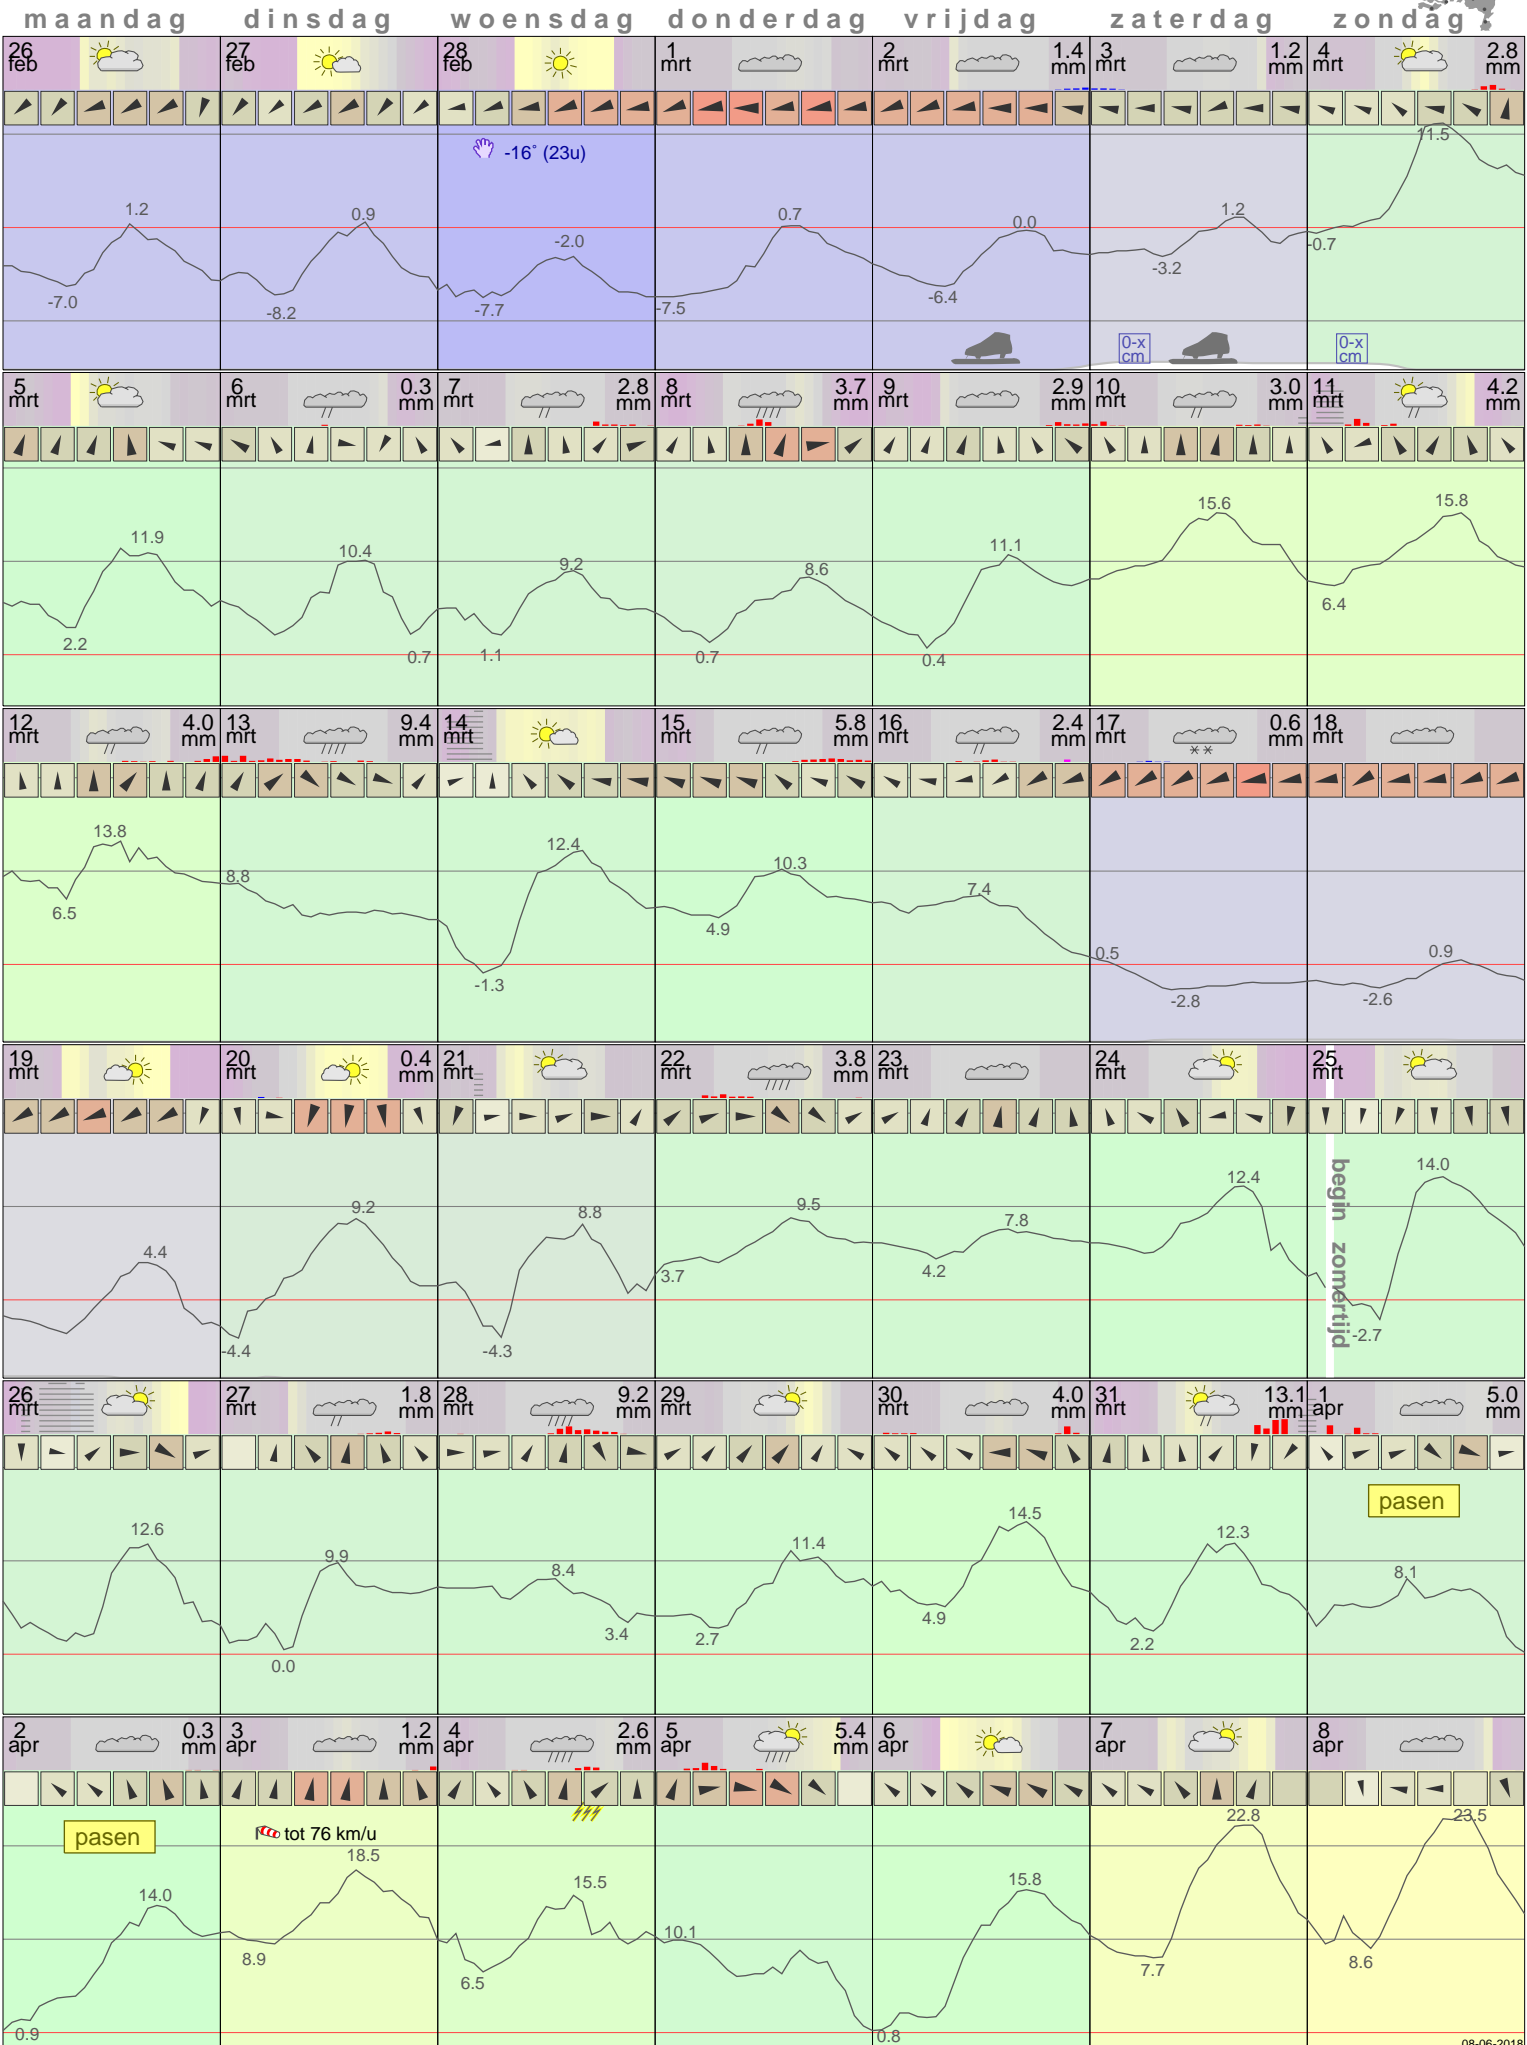 maandag dinsdag woensdag donderdag vrijdag zaterdag zondag
26 feb 27 feb 28 feb 1 mrt 2 mrt 1.4 mm 3 mrt 1.2 mm 4 mrt 2.8 mm
-16° (23u)
11.5
1.2 0.9 -2.0 0.7 0.0 1.2
-7.0 -8.2 -7.7 -7.5 -6.4 -3.2 -0.7
0-x cm 0-x cm
5 mrt 6 mrt 0.3 mm 7 mrt 2.8 mm 8 mrt 3.7 mm 9 mrt 2.9 mm 10 mrt 3.0 mm 11 mrt 4.2 mm
11.9 10.4 9.2 8.6 11.1 15.6 15.8
2.2 0.7 1.1 0.7 0.4 6.4
12 mrt 4.0 mm 13 mrt 9.4 mm 14 mrt 15 mrt 5.8 mm 16 mrt 2.4 mm 17 mrt 0.6 mm 18 mrt
13.8 8.8 12.4 10.3 7.4 0.5 0.9
6.5 -1.3 4.9 -2.8 -2.6
19 mrt 20 mrt 0.4 mm 21 mrt 22 mrt 3.8 mm 23 mrt 24 mrt 25 mrt
begin zomertijd
4.4 9.2 8.8 9.5 7.8 12.4 14.0
-4.4 -4.3 3.7 4.2 -2.7
26 mrt 27 mrt 1.8 mm 28 mrt 9.2 mm 29 mrt 30 mrt 4.0 mm 31 mrt 13.1 mm 1 apr 5.0 mm
pasen
12.6 9.9 8.4 11.4 14.5 12.3 8.1
0.0 3.4 2.7 4.9 2.2
2 apr 0.3 mm 3 apr 1.2 mm 4 apr 2.6 mm 5 apr 5.4 mm 6 apr 7 apr 8 apr
pasen tot 76 km/u
14.0 18.5 15.5 10.1 15.8 22.8 23.5
0.9 8.9 6.5 0.8 7.7 8.6
08-06-2018